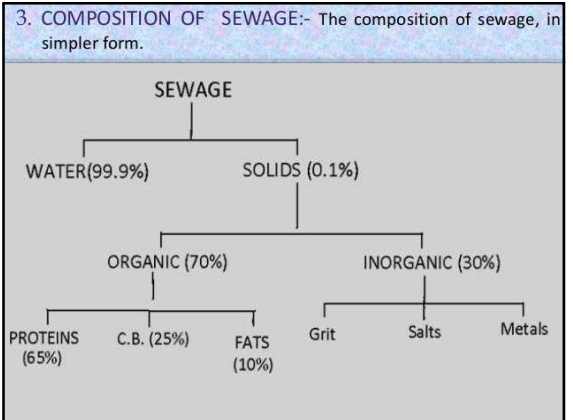 3. COMPOSITION OF SEWAGE:- The composition of sewage, in
simpler form.
SEWAGE
WATER(99.9%)
SOLIDS (0.1%)
ORGANIC (70%)
INORGANIC (30%)
PROTEINS
(65%)
C.B. (25%)
FATS
(10%)
Grit
Salts
Metals